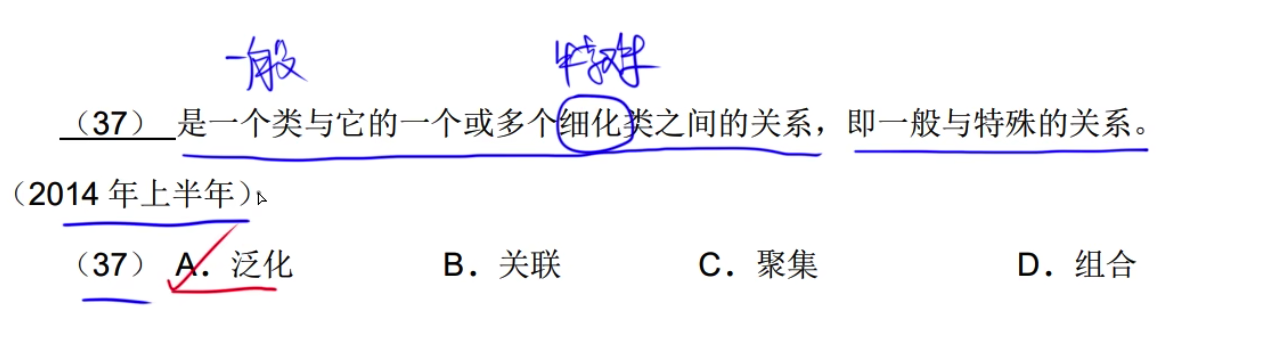 一般 特殊
（37） 是一个类与它的一个或多个细化类之间的关系，即一般与特殊的关系。
（2014 年上半年）
（37） A．泛化 B．关联 C．聚集 D．组合